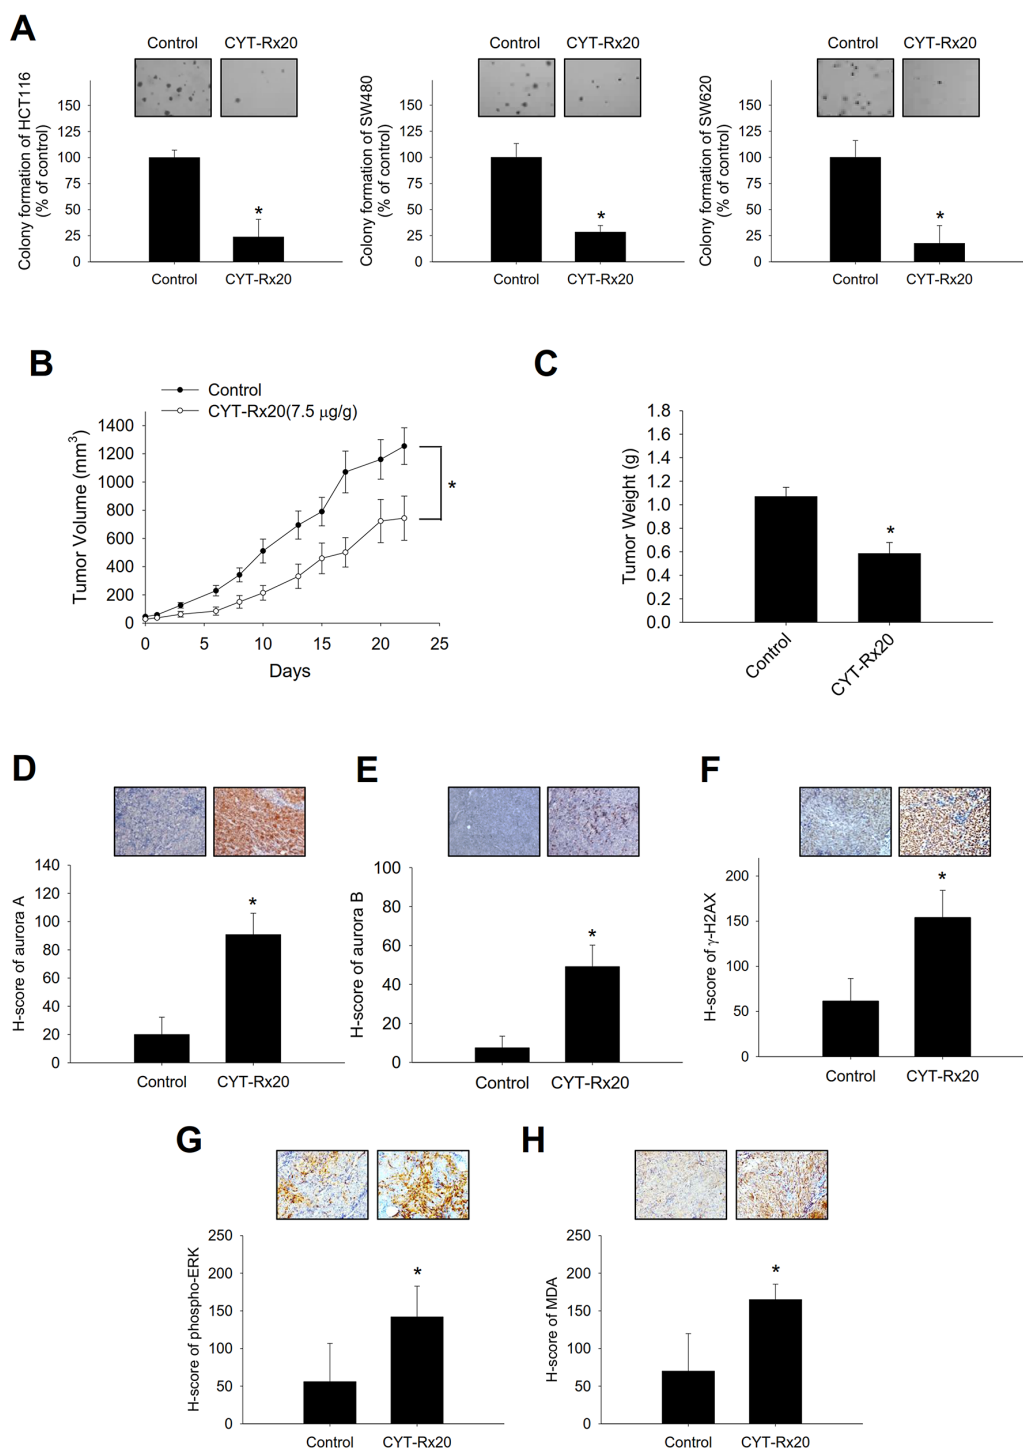 A
Control CYT-Rx20
Colony formation of HCT116
(% of control)
150
125
100
75
50
25
0
*
Control CYT-Rx20
Control CYT-Rx20
Colony formation of SW480
(% of control)
150
125
100
75
50
25
0
*
Control CYT-Rx20
Control CYT-Rx20
Colony formation of SW620
(% of control)
150
125
100
75
50
25
0
*
Control CYT-Rx20
B
Control
CYT-Rx20(7.5 μg/g)
Tumor Volume (mm³)
1400
1200
1000
800
600
400
200
0
*
0 5 10 15 20 25
Days
C
Tumor Weight (g)
1.8
1.6
1.4
1.2
1.0
0.8
0.6
0.4
0.2
0.0
*
Control
CYT-Rx20
D
H-score of aurora A
140
120
100
80
60
40
20
0
*
Control CYT-Rx20
E
H-score of aurora B
100
80
60
40
20
0
*
Control CYT-Rx20
F
H-score of γ-H2AX
200
150
100
50
0
*
Control CYT-Rx20
G
H-score of phospho-ERK
250
200
150
100
50
0
*
Control CYT-Rx20
H
H-score of MDA
250
200
150
100
50
0
*
Control CYT-Rx20